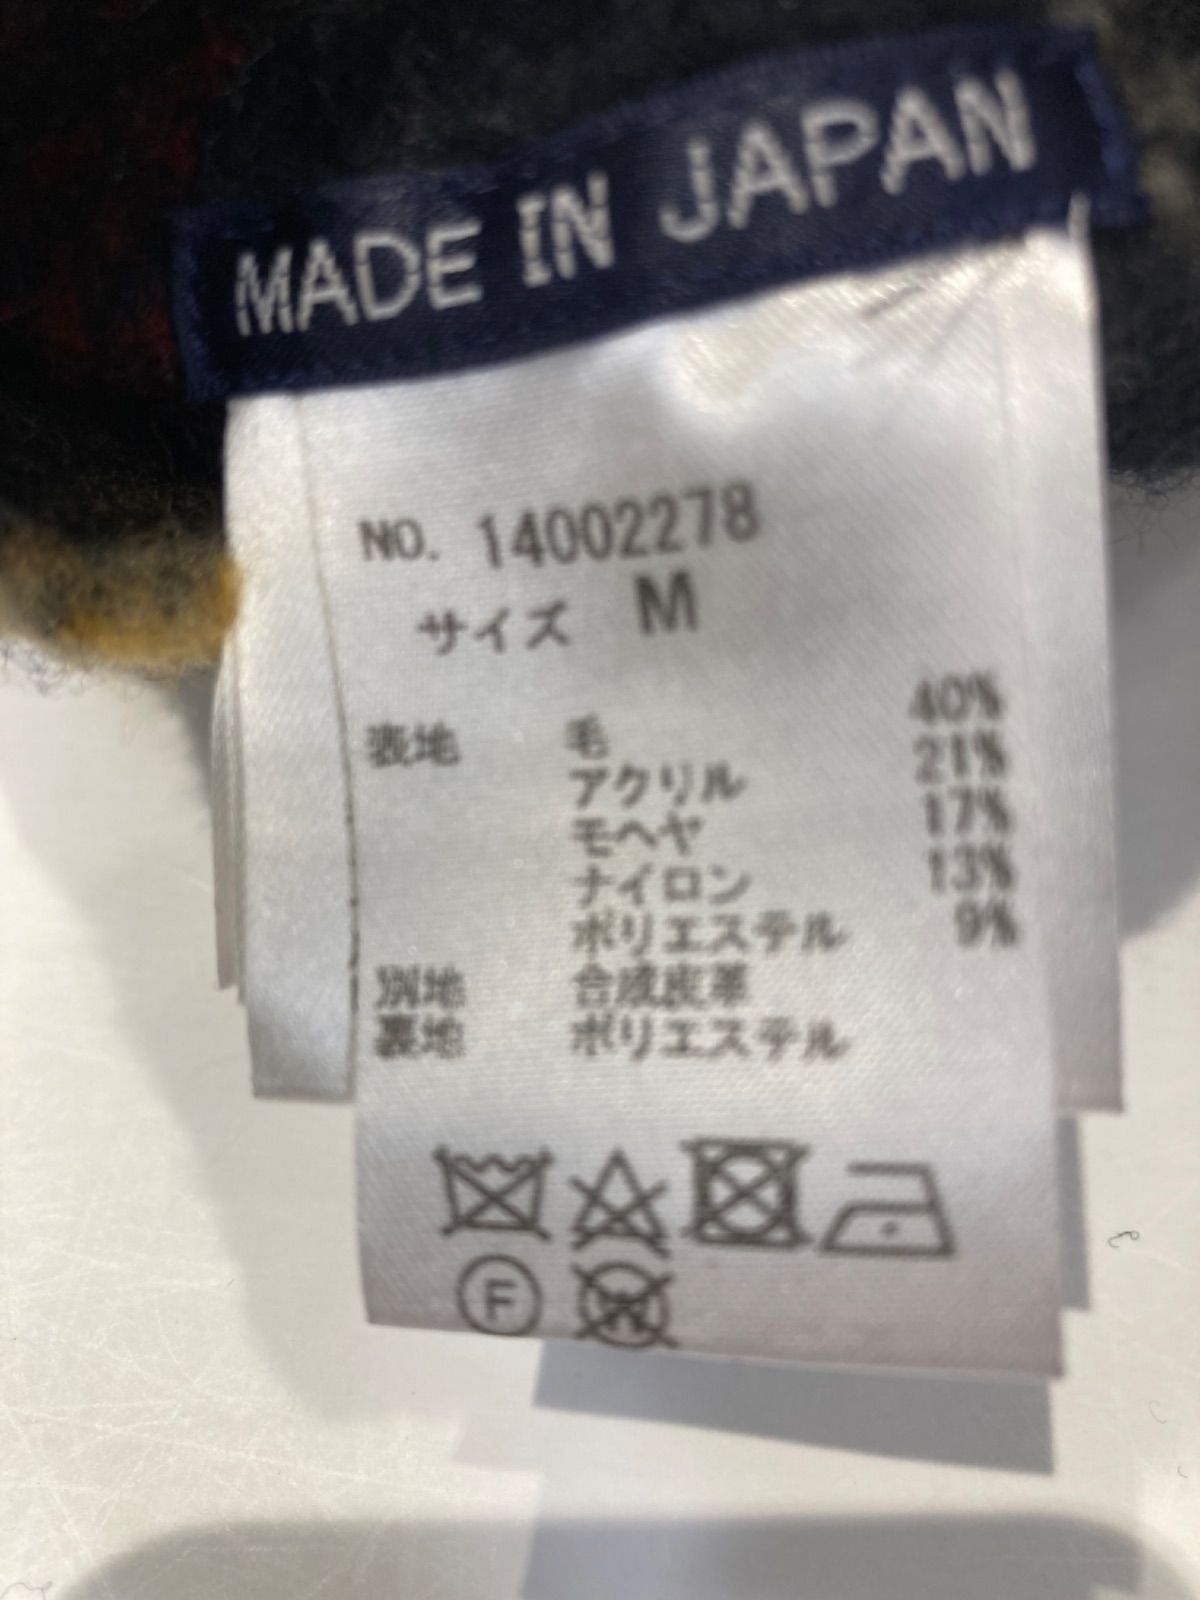 MADE IN JAPAN
NO. 14002278
サイズ M
表地 毛 40%
アクリル 21%
モヘヤ 17%
ナイロン 13%
ポリエステル 9%
別地 合成皮革
裏地 ポリエステル
F
W